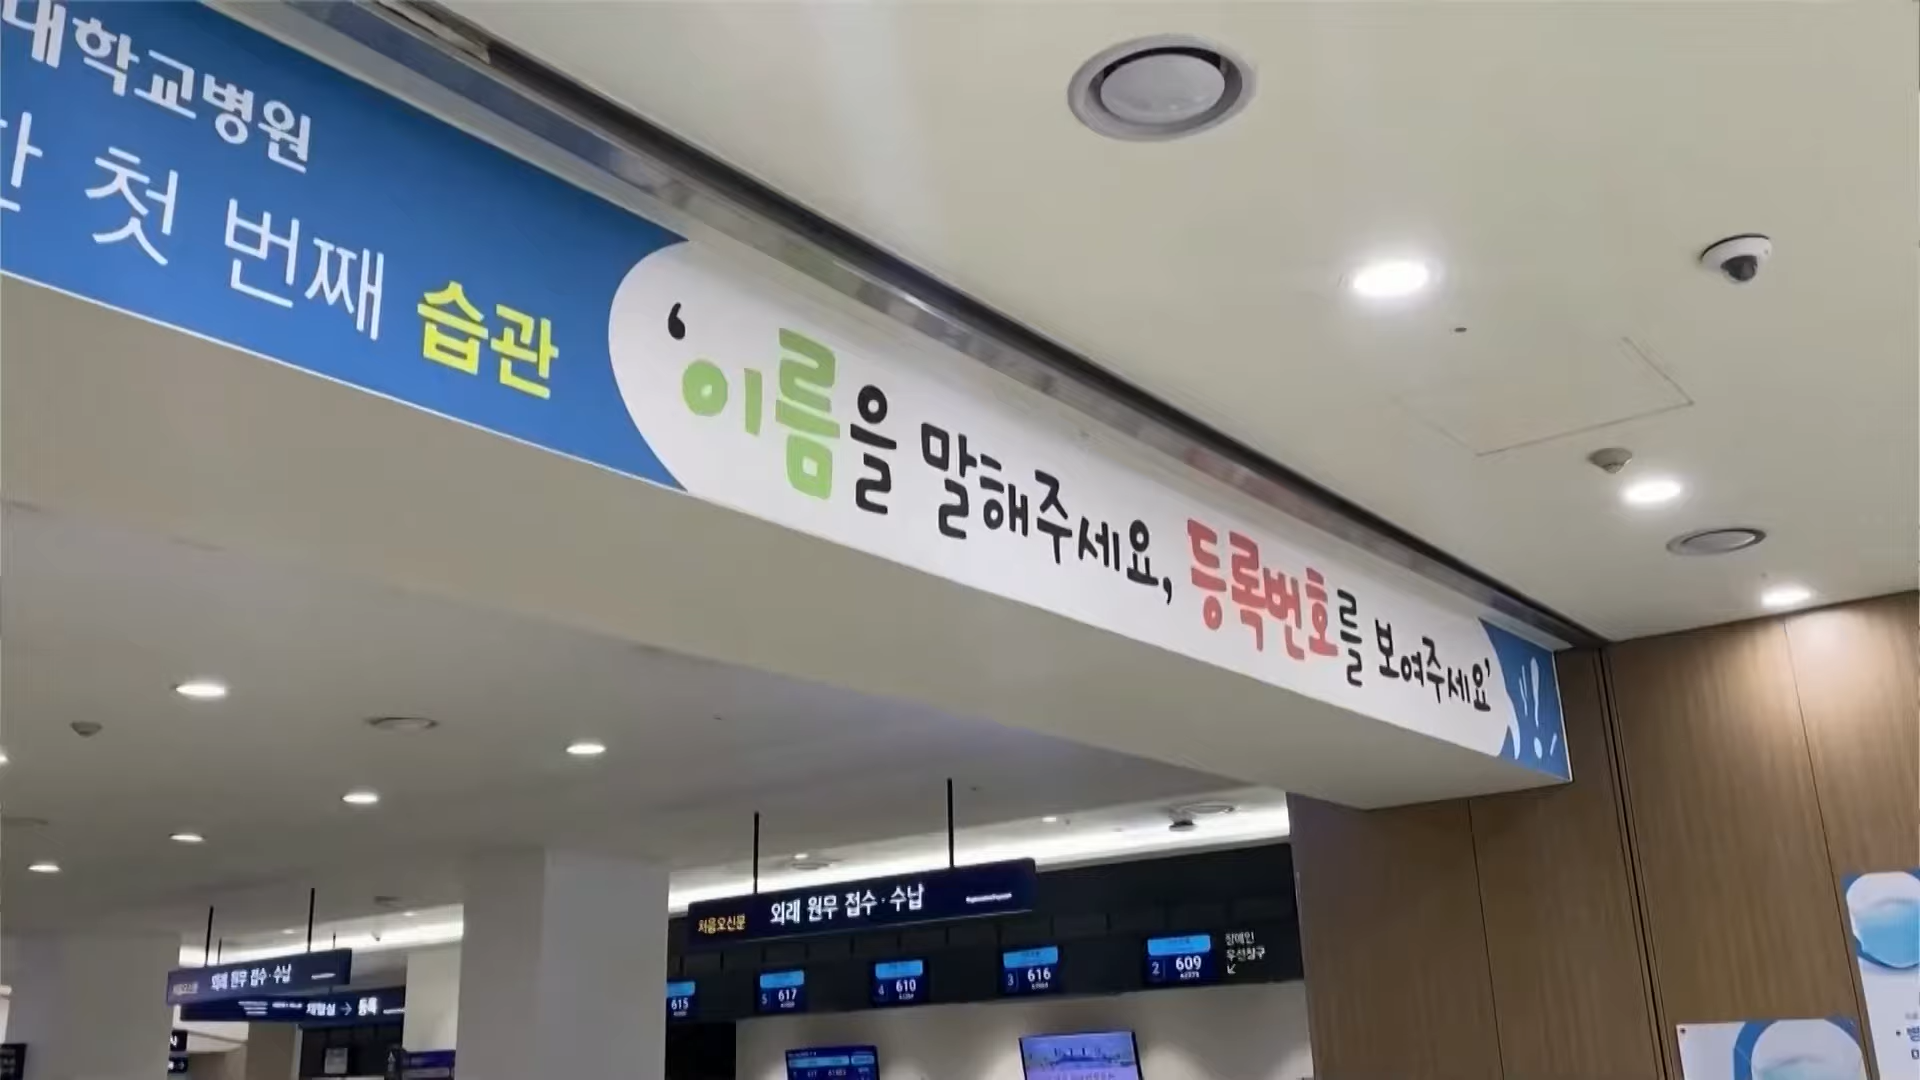 대학교병원
첫 번째 습관
‘이름을 말해주세요, 등록번호를 보여주세요’
!
처음오신분 외래 원무 접수·수납
외래 원무 접수·수납
채혈실 → 등록
615
5 617
4 610
3 616
2 609
장애인
우선창구
↙